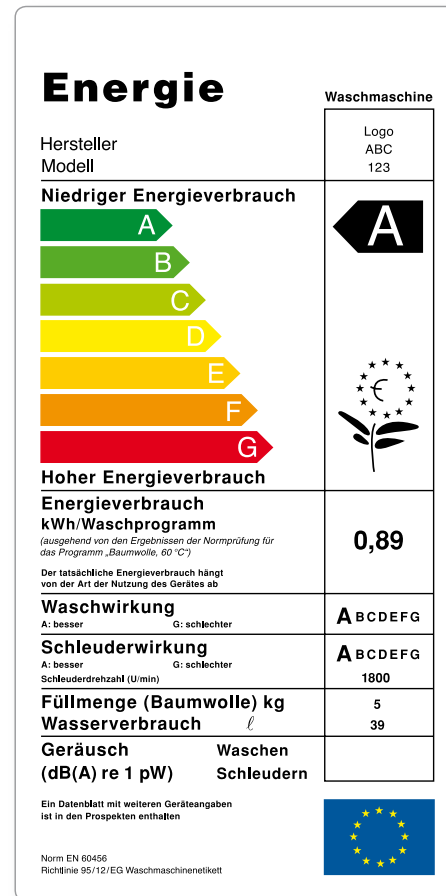 Energie
Waschmaschine
Hersteller
Modell
Logo
ABC
123
Niedriger Energieverbrauch
A
A
B
C
D
E
F
G
Hoher Energieverbrauch
Energieverbrauch
kWh/Waschprogramm
(ausgehend von den Ergebnissen der Normprüfung für
das Programm „Baumwolle, 60 °C“)
0,89
Der tatsächliche Energieverbrauch hängt
von der Art der Nutzung des Gerätes ab
Waschwirkung
A: besser G: schlechter
A BCDEFG
Schleuderwirkung
A: besser G: schlechter
Schleuderdrehzahl (U/min)
A BCDEFG
1800
Füllmenge (Baumwolle) kg 5
Wasserverbrauch ℓ 39
Geräusch Waschen
(dB(A) re 1 pW) Schleudern
Ein Datenblatt mit weiteren Geräteangaben
ist in den Prospekten enthalten
Norm EN 60456
Richtlinie 95/12/EG Waschmaschinenetikett